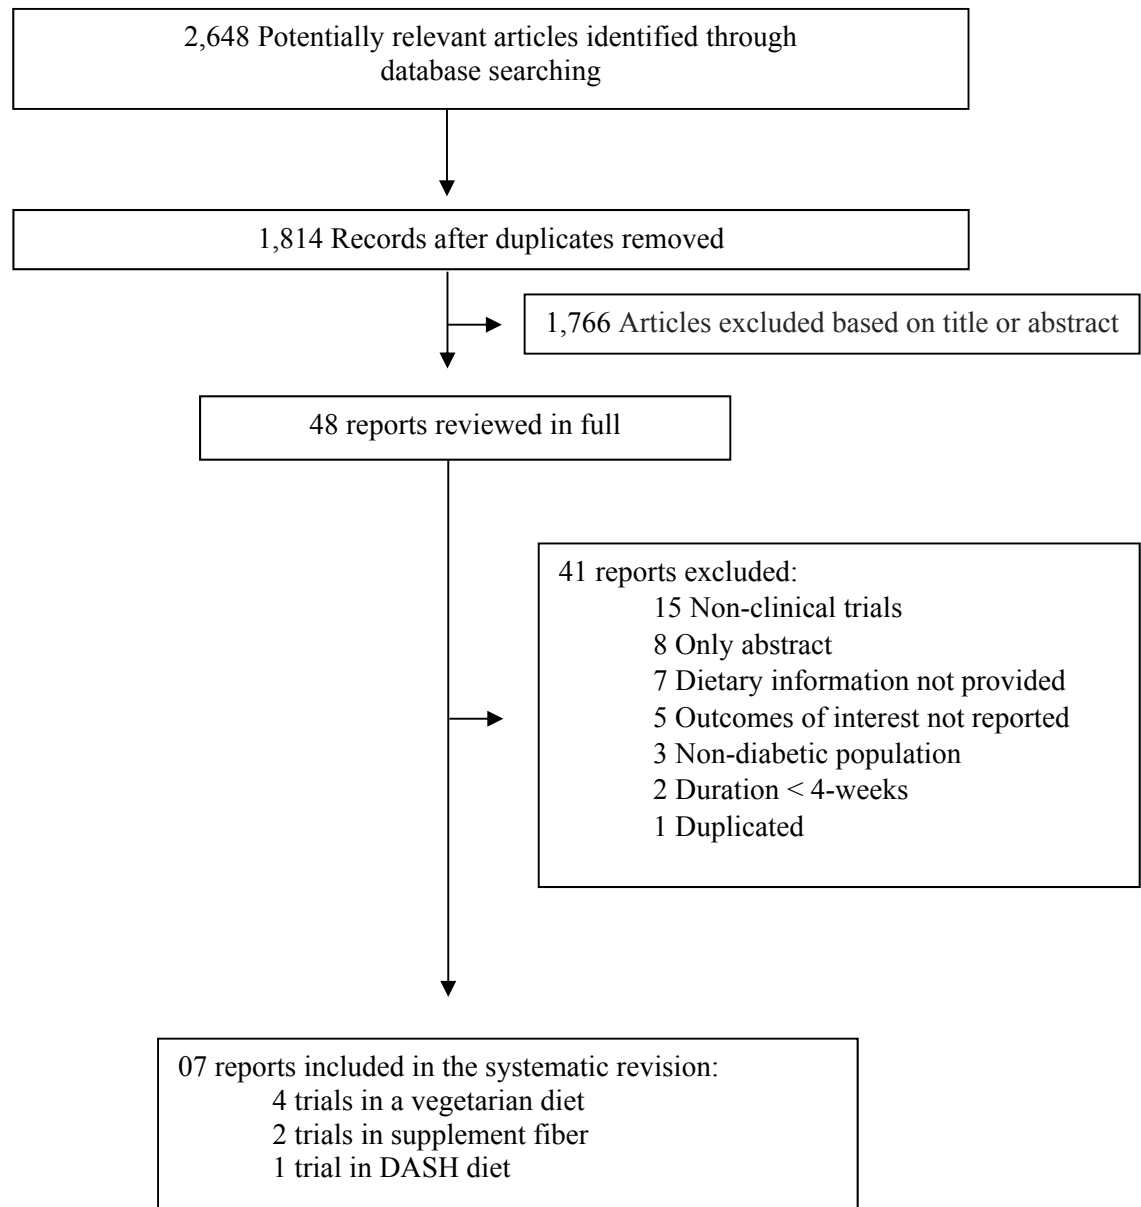 2,648 Potentially relevant articles identified through
database searching
1,814 Records after duplicates removed
1,766 Articles excluded based on title or abstract
48 reports reviewed in full
41 reports excluded:
15 Non-clinical trials
8 Only abstract
7 Dietary information not provided
5 Outcomes of interest not reported
3 Non-diabetic population
2 Duration < 4-weeks
1 Duplicated
07 reports included in the systematic revision:
4 trials in a vegetarian diet
2 trials in supplement fiber
1 trial in DASH diet